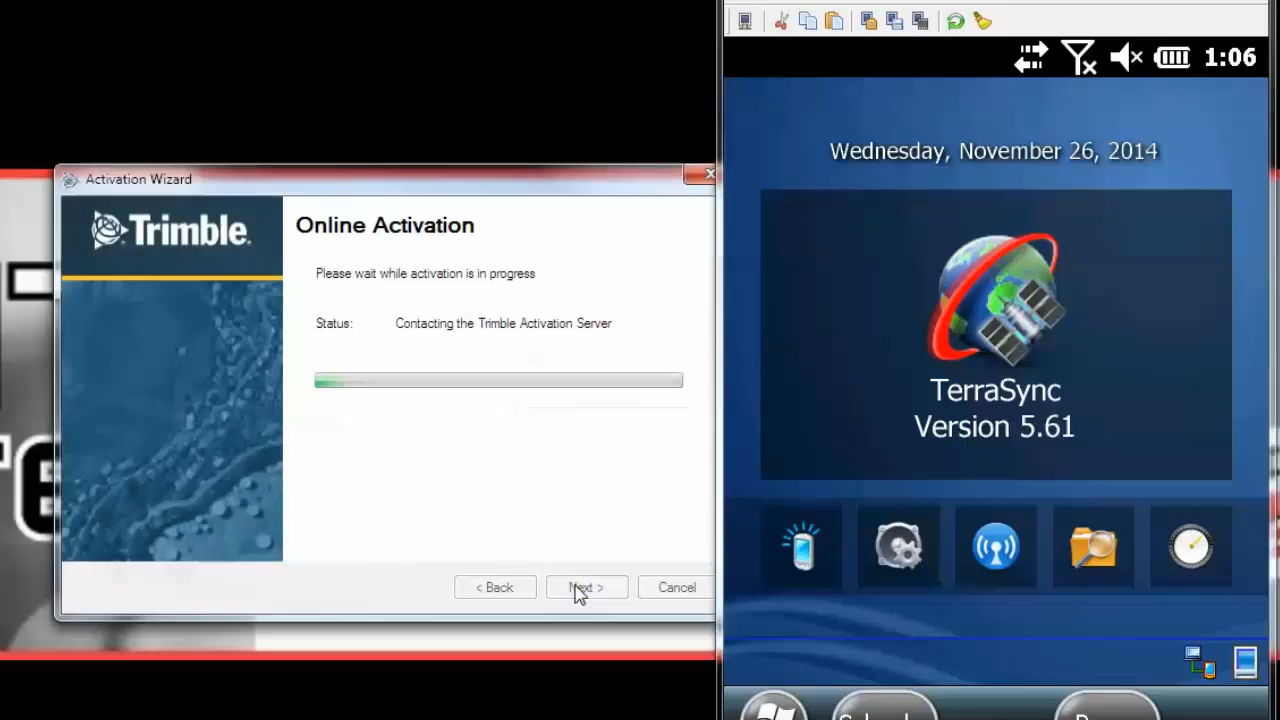 Activation Wizard
Trimble.
Online Activation
Please wait while activation is in progress
Status: Contacting the Trimble Activation Server
< Back
Next >
Cancel
1:06
Wednesday, November 26, 2014
TerraSync
Version 5.61